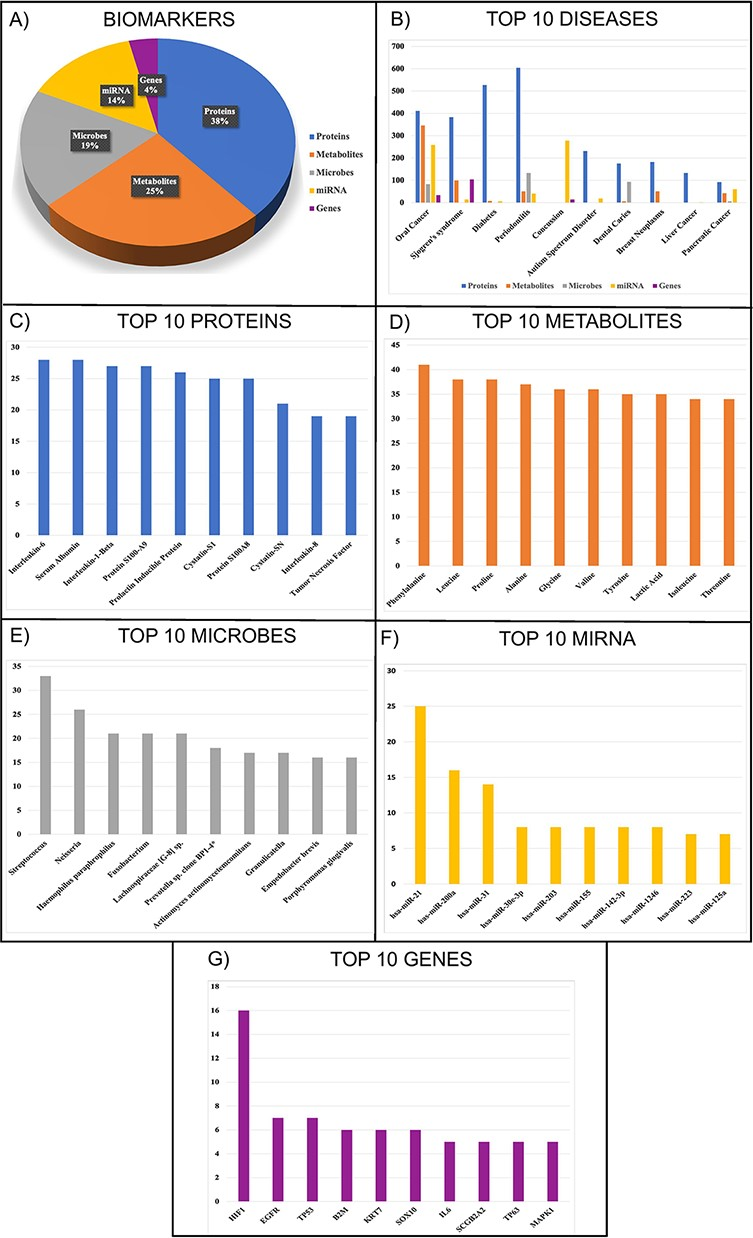 A)
BIOMARKERS
Genes
4%
miRNA
14%
Proteins
38%
Microbes
19%
Metabolites
25%
Proteins
Metabolites
Microbes
miRNA
Genes
B)
TOP 10 DISEASES
700
600
500
400
300
200
100
0
Oral Cancer
Sjogren's syndrome
Diabetes
Periodontitis
Concussion
Autism Spectrum Disorder
Dental Caries
Breast Neoplasms
Liver Cancer
Pancreatic Cancer
Proteins Metabolites Microbes miRNA Genes
C)
TOP 10 PROTEINS
30
25
20
15
10
5
0
Interleukin-6
Serum Albumin
Interleukin-1-Beta
Protein S100-A9
Prolactin Inducible Protein
Cystatin-S1
Protein S100A8
Cystatin-SN
Interleukin-8
Tumor Necrosis Factor
D)
TOP 10 METABOLITES
45
40
35
30
25
20
15
10
5
0
Phenylalanine
Leucine
Proline
Alanine
Glycine
Valine
Tyrosine
Lactic Acid
Isoleucine
Threonine
E)
TOP 10 MICROBES
35
30
25
20
15
10
5
0
Streptococcus
Neisseria
Haemophilus paraphrophilus
Fusobacterium
Lachnospiraceae [G-8] sp.
Prevotella sp. clone BP1-4*
Actinomyces actinomycetemcomitans
Granulicatella
Empedobacter brevis
Porphyromonas gingivalis
F)
TOP 10 MIRNA
30
25
20
15
10
5
0
hsa-miR-21
has-miR-200a
hsa-miR-31
hsa-miR-30e-3p
hsa-miR-203
hsa-miR-155
hsa-miR-142-3p
hsa-miR-1246
hsa-miR-223
hsa-miR-125a
G)
TOP 10 GENES
18
16
14
12
10
8
6
4
2
0
HIF1
EGFR
TP53
B2M
KRT7
SOX10
IL6
SCGB2A2
TP63
MAPK1